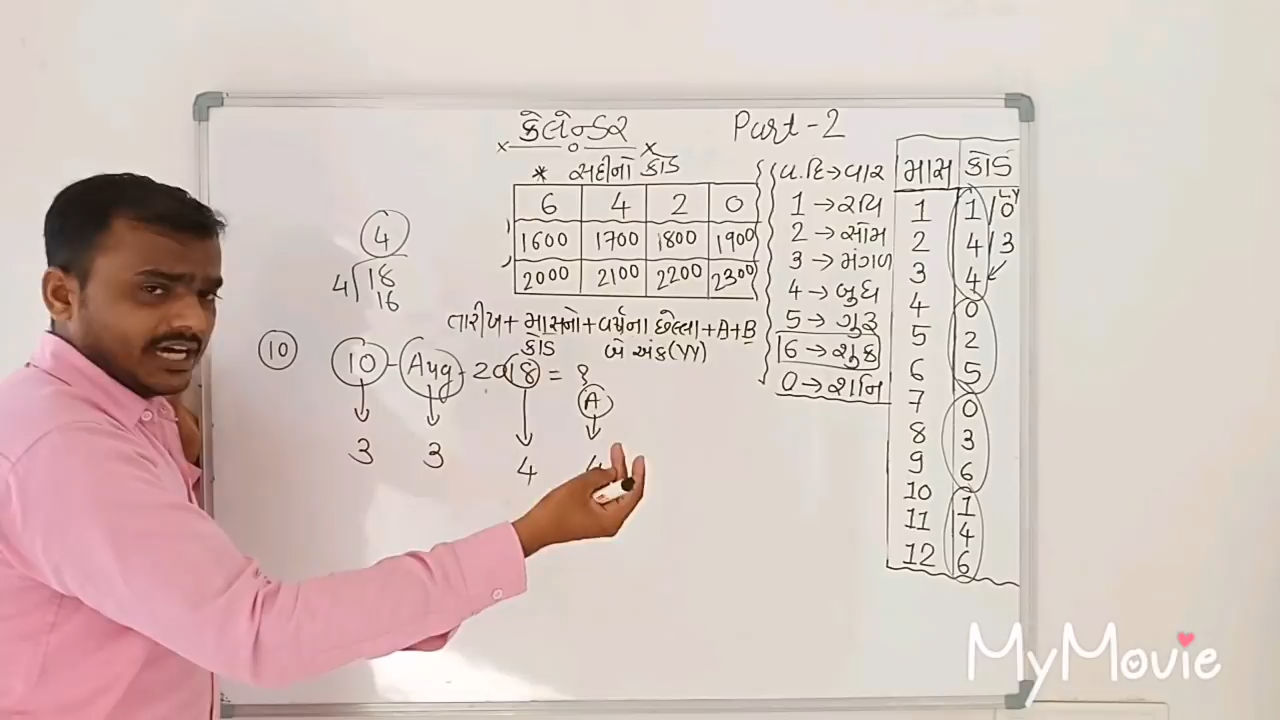 કેલેન્ડર
Part-2
* સદીનો કોડ
6 4 2 0
1600 1700 1800 1900
2000 2100 2200 2300
તારીખ + માસનો + વર્ષના છેલ્લા + A + B
કોડ બે અંક (YY)
4
4 18
16
10
10 - Aug - 2018 = ?
A
3 3 4 4
વ.દિ → વાર
1 → રવિ
2 → સોમ
3 → મંગળ
4 → બુધ
5 → ગુરૂ
6 → શુક્ર
0 → શનિ
માસ કોડ
LY
1 1/0
2 4/3
3 4
4 0
5 2
6 5
7 0
8 3
9 6
10 1
11 4
12 6
MyMovie